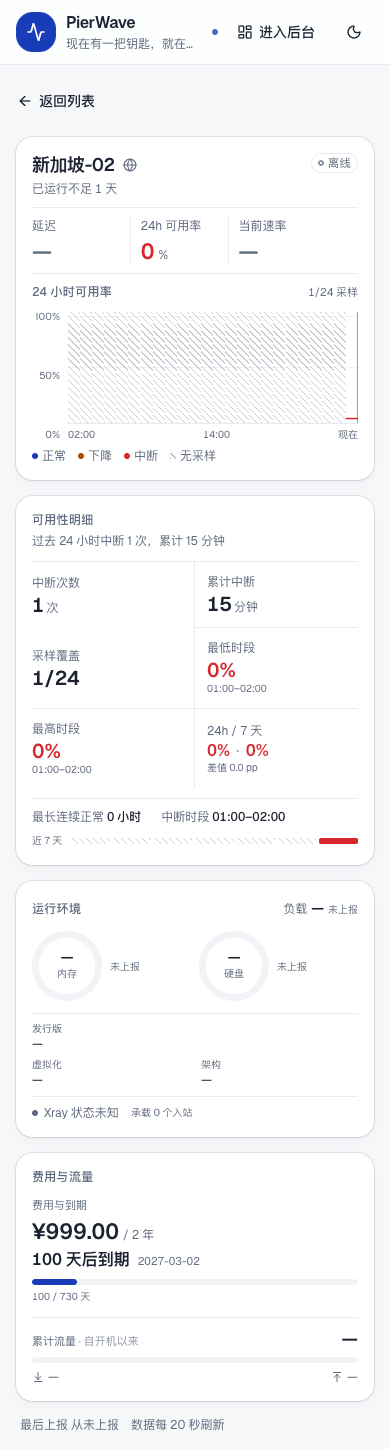 PierWave
现在有一把钥匙，就在…
进入后台
返回列表
新加坡-02
离线
已运行不足 1 天
延迟
24h 可用率
当前速率
—
0 %
—
24 小时可用率
1/24 采样
100%
50%
0%
02:00
14:00
现在
正常
下降
中断
无采样
可用性明细
过去 24 小时中断 1 次，累计 15 分钟
中断次数
1 次
累计中断
15 分钟
采样覆盖
1/24
最低时段
0%
01:00–02:00
最高时段
0%
01:00–02:00
24h / 7 天
0% · 0%
差值 0.0 pp
最长连续正常 0 小时
中断时段 01:00–02:00
近 7 天
运行环境
负载 — 未上报
—
内存
未上报
—
硬盘
未上报
发行版
—
虚拟化
—
架构
—
Xray 状态未知
承载 0 个入站
费用与流量
费用与到期
¥999.00 / 2 年
100 天后到期 2027-03-02
100 / 730 天
累计流量 · 自开机以来
—
—
—
最后上报 从未上报
数据每 20 秒刷新